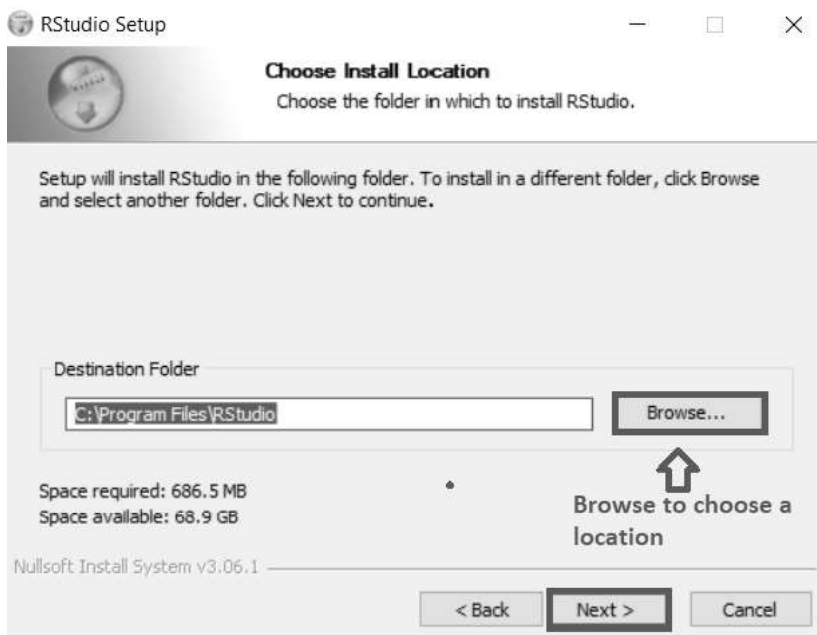 RStudio Setup
Choose Install Location
Choose the folder in which to install RStudio.
Setup will install RStudio in the following folder. To install in a different folder, click Browse
and select another folder. Click Next to continue.
Destination Folder
C:\Program Files\RStudio
Browse...
Space required: 686.5 MB
Space available: 68.9 GB
Browse to choose a
location
Nullsoft Install System v3.06.1
< Back
Next >
Cancel